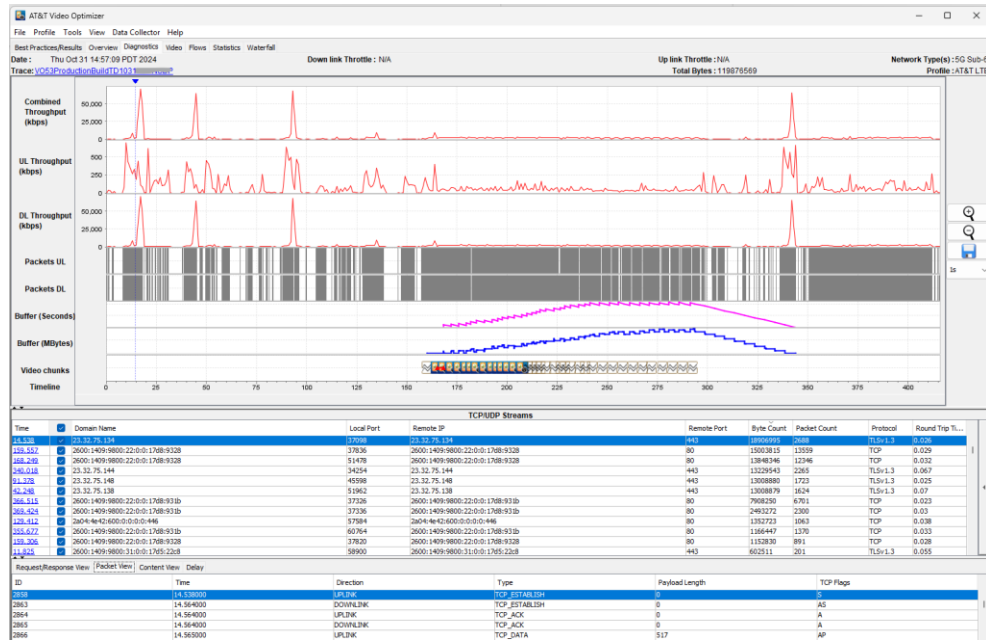 AT&T Video Optimizer
File Profile Tools View Data Collector Help
Best Practices/Results Overview Diagnostics Video Flows Statistics Waterfall
Date : Thu Oct 31 14:57:09 PDT 2024 Down link Throttle : N/A Up link Throttle : N/A Network Type(s) :5G Sub-6
Trace: VO53ProductionBuildTD1031 Total Bytes : 119876569 Profile :AT&T LTE
Combined Throughput (kbps) 50,000 25,000 0
UL Throughput (kbps) 500 250 0
DL Throughput (kbps) 50,000 25,000 0
Packets UL
Packets DL
1s
Buffer (Seconds)
Buffer (MBytes)
Video chunks
Timeline 0 25 50 75 100 125 150 175 200 225 250 275 300 325 350 375 400
TCP/UDP Streams
Time Domain Name Local Port Remote IP Remote Port Byte Count Packet Count Protocol Round Trip Ti...
14.538 23.32.75.134 37098 23.32.75.134 443 18906995 2688 TLSv1.3 0.026
159.557 2600:1409:9800:22:0:0:17d8:9328 37836 2600:1409:9800:22:0:0:17d8:9328 80 15003815 13559 TCP 0.029
168.249 2600:1409:9800:22:0:0:17d8:9328 51478 2600:1409:9800:22:0:0:17d8:9328 80 13848346 12346 TCP 0.032
340.018 23.32.75.144 34254 23.32.75.144 443 13229543 2265 TLSv1.3 0.067
91.378 23.32.75.148 45598 23.32.75.148 443 13008880 1723 TLSv1.3 0.025
42.248 23.32.75.138 51962 23.32.75.138 443 13008879 1624 TLSv1.3 0.07
366.515 2600:1409:9800:22:0:0:17d8:931b 37326 2600:1409:9800:22:0:0:17d8:931b 80 7908250 6701 TCP 0.023
369.424 2600:1409:9800:22:0:0:17d8:931b 37336 2600:1409:9800:22:0:0:17d8:931b 80 2493272 2300 TCP 0.03
129.412 2a04:4e42:600:0:0:0:0:446 57584 2a04:4e42:600:0:0:0:0:446 80 1352723 1063 TCP 0.038
355.677 2600:1409:9800:22:0:0:17d8:931b 60764 2600:1409:9800:22:0:0:17d8:931b 80 1166447 1370 TCP 0.033
159.306 2600:1409:9800:22:0:0:17d8:9328 37820 2600:1409:9800:22:0:0:17d8:9328 80 1152830 891 TCP 0.028
11.825 2600:1409:9800:31:0:0:17d5:22c8 58900 2600:1409:9800:31:0:0:17d5:22c8 443 602511 201 TLSv1.3 0.055
Request/Response View Packet View Content View Delay
ID Time Direction Type Payload Length TCP Flags
2858 14.538000 UPLINK TCP_ESTABLISH 0 S
2863 14.564000 DOWNLINK TCP_ESTABLISH 0 AS
2864 14.564000 UPLINK TCP_ACK 0 A
2865 14.564000 DOWNLINK TCP_ACK 0 A
2866 14.565000 UPLINK TCP_DATA 517 AP